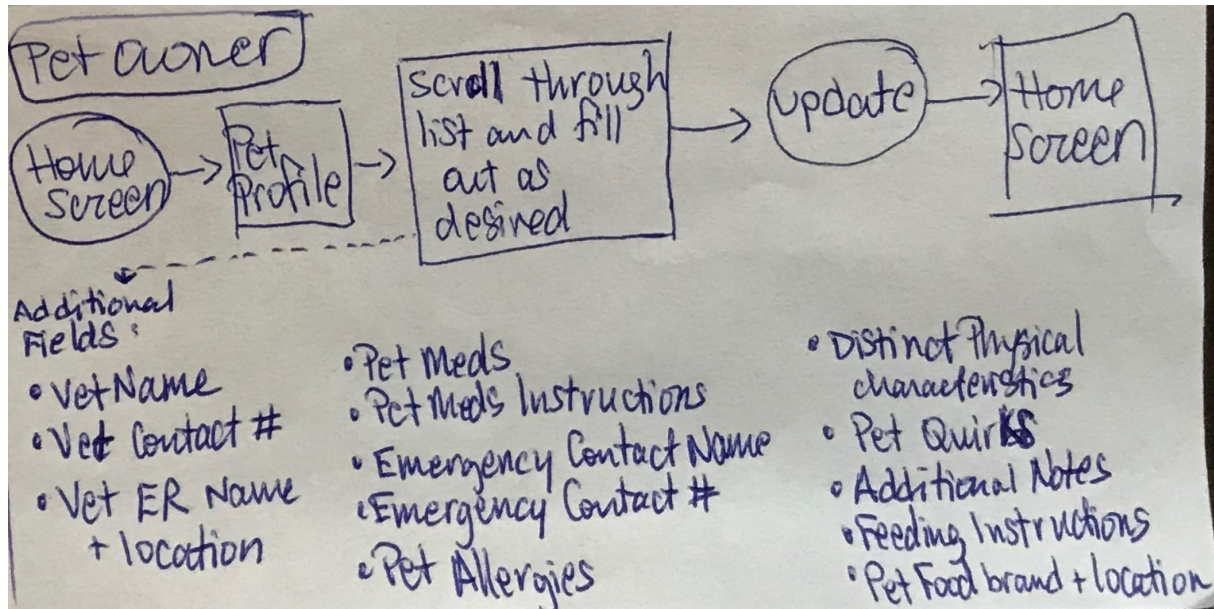 Pet owner
Home
Screen
Pet
Profile
Scroll through
list and fill
out as
desired
update
Home
Screen
Additional
Fields:
• Vet Name
• Vet Contact #
• Vet ER Name
+ location
• Pet Meds
• Pet Meds Instructions
• Emergency Contact Name
• Emergency Contact #
• Pet Allergies
• Distinct Physical
characteristics
• Pet Quirks
• Additional Notes
• Feeding Instructions
• Pet Food brand + location